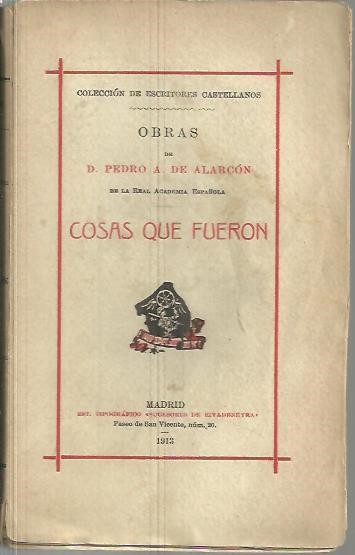 COLECCIÓN DE ESCRITORES CASTELLANOS
OBRAS
DE
D. PEDRO A. DE ALARCÓN
DE LA REAL ACADEMIA ESPAÑOLA
COSAS QUE FUERON
MADRID
EST. TIPOGRÁFICO «SUCESORES DE RIVADENEYRA»
Paseo de San Vicente, núm. 20.
1913